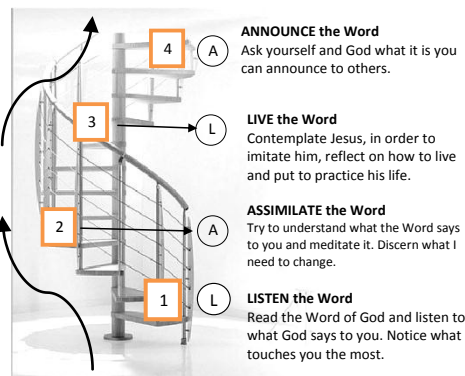 4
A
ANNOUNCE the Word
Ask yourself and God what it is you
can announce to others.
3
L
LIVE the Word
Contemplate Jesus, in order to
imitate him, reflect on how to live
and put to practice his life.
2
A
ASSIMILATE the Word
Try to understand what the Word says
to you and meditate it. Discern what I
need to change.
1
L
LISTEN the Word
Read the Word of God and listen to
what God says to you. Notice what
touches you the most.